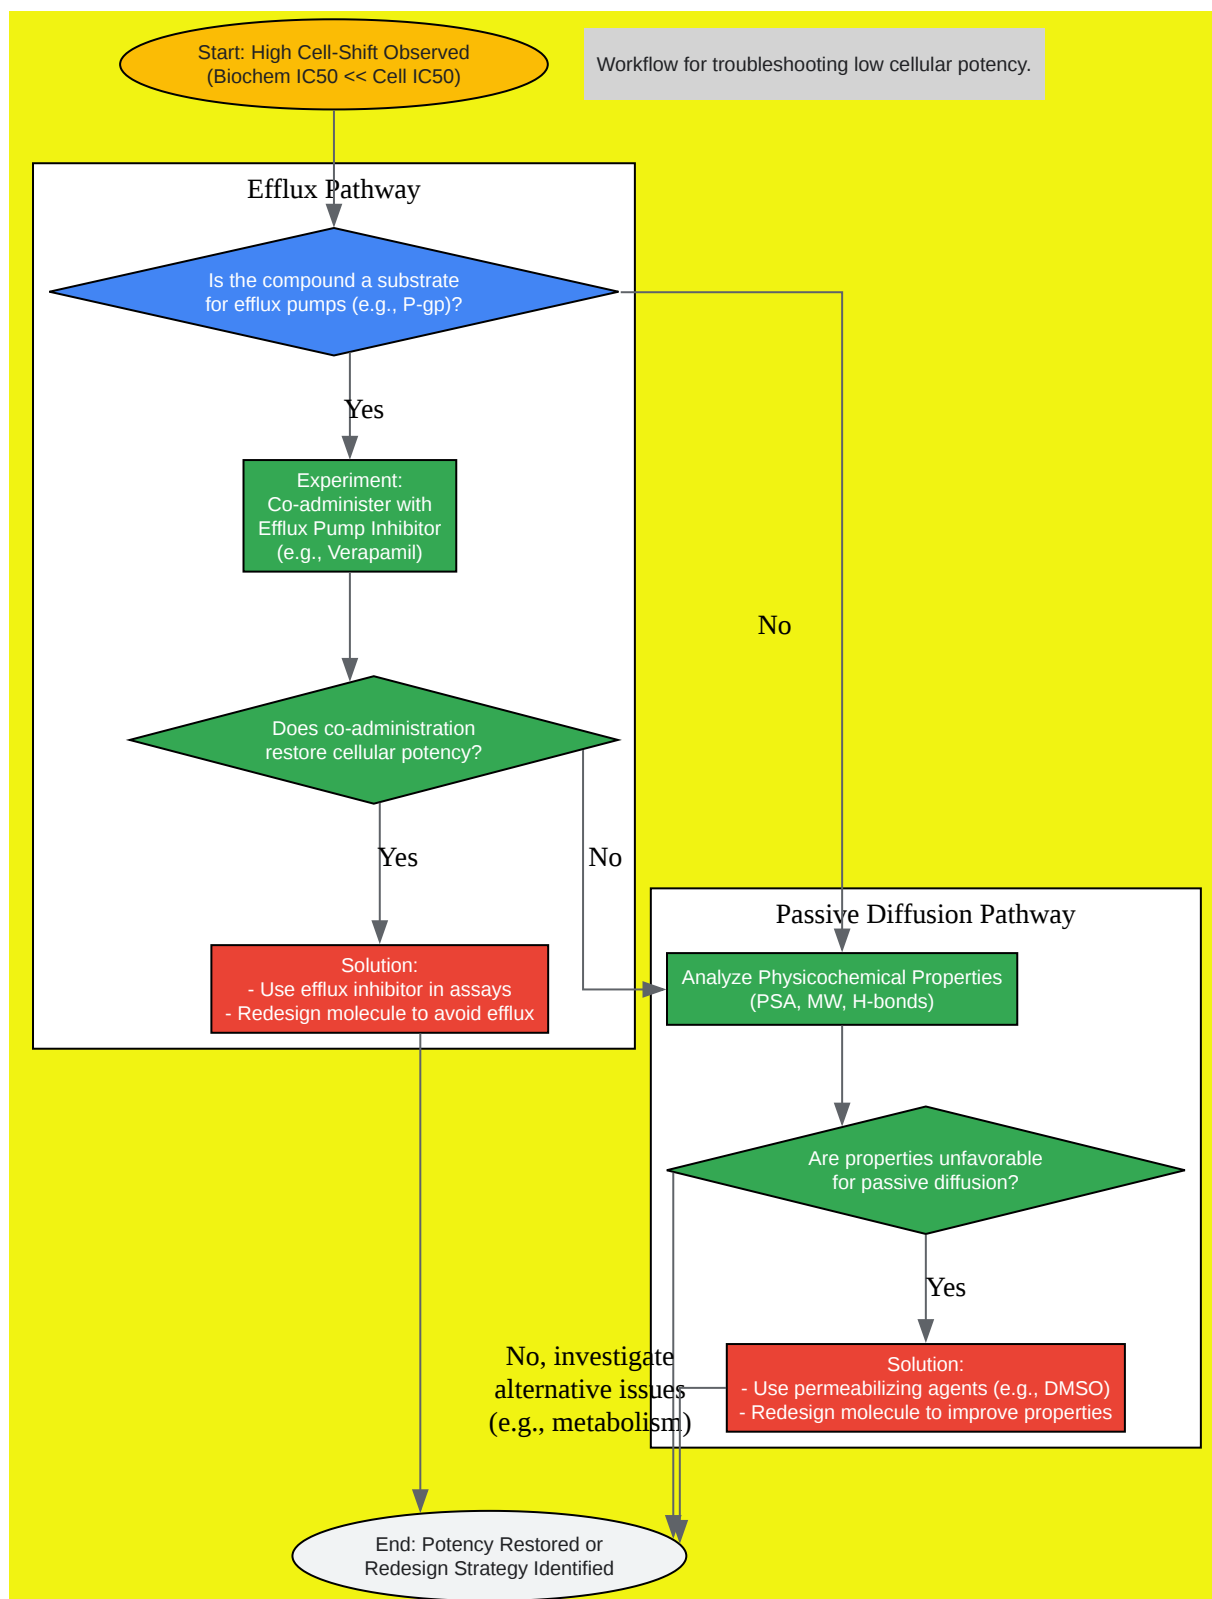 Start: High Cell-Shift Observed
(Biochem IC50 << Cell IC50)
Workflow for troubleshooting low cellular potency.
Efflux Pathway
Is the compound a substrate
for efflux pumps (e.g., P-gp)?
Yes
Experiment:
Co-administer with
Efflux Pump Inhibitor
(e.g., Verapamil)
No
Does co-administration
restore cellular potency?
Yes
No
Solution:
- Use efflux inhibitor in assays
- Redesign molecule to avoid efflux
Passive Diffusion Pathway
Analyze Physicochemical Properties
(PSA, MW, H-bonds)
Are properties unfavorable
for passive diffusion?
Yes
No, investigate
alternative issues
(e.g., metabolism)
Solution:
- Use permeabilizing agents (e.g., DMSO)
- Redesign molecule to improve properties
End: Potency Restored or
Redesign Strategy Identified